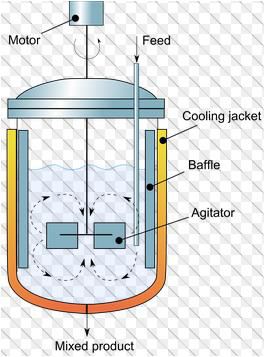 Motor
Feed
Cooling jacket
Baffle
Agitator
Mixed product